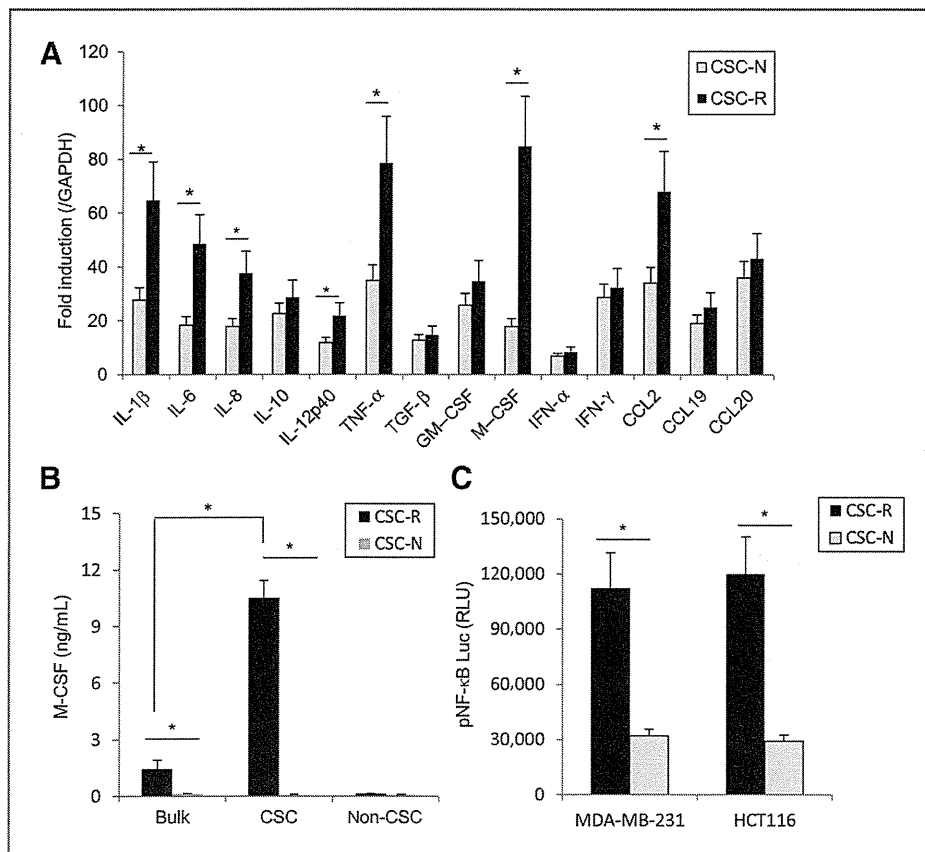 A
120
100
80
60
40
20
0
Fold induction (/GAPDH)
CSC-N
CSC-R
*
*
*
*
*
*
*
IL-1β
IL-6
IL-8
IL-10
IL-12p40
TNF-α
TGF-β
GM–CSF
M–CSF
IFN-α
IFN-γ
CCL2
CCL19
CCL20
B
15
12
9
6
3
0
M-CSF (ng/mL)
CSC-R
CSC-N
*
*
*
Bulk
CSC
Non-CSC
C
150,000
120,000
90,000
60,000
30,000
0
pNF-κB Luc (RLU)
CSC-R
CSC-N
*
*
MDA-MB-231
HCT116